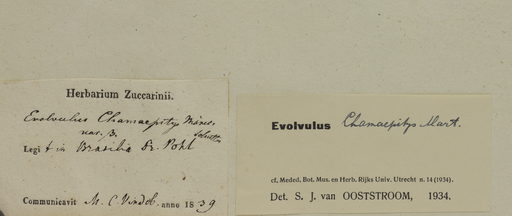 Herbarium Zuccarinii.
Evolvulus Chamaepitys
var. β.
Legit in Brasilia Dr. Pohl
Communicavit M. C. Vindob. anno 1839
Evolvulus Chamaepitys Mart.
cf. Meded. Bot. Mus. en Herb. Rijks Univ. Utrecht n. 14 (1934).
Det. S. J. van OOSTSTROOM, 1934.